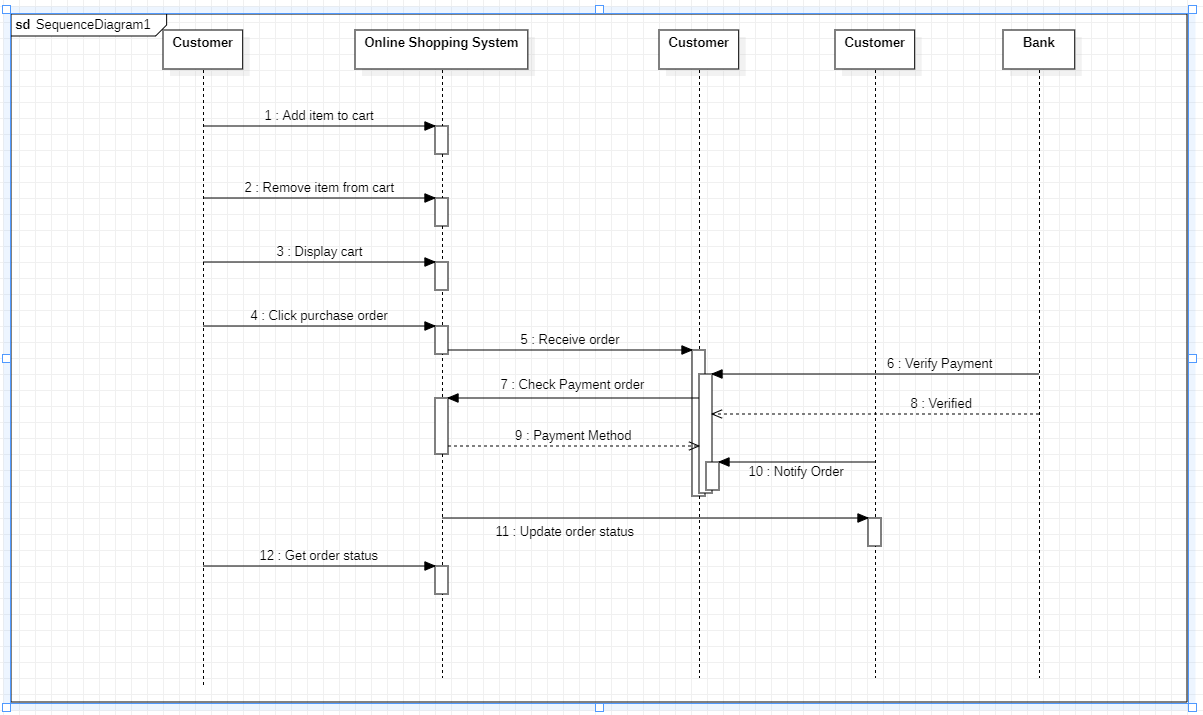 sd SequenceDiagram1
Customer
Online Shopping System
Customer
Customer
Bank
1 : Add item to cart
2 : Remove item from cart
3 : Display cart
4 : Click purchase order
5 : Receive order
6 : Verify Payment
7 : Check Payment order
8 : Verified
9 : Payment Method
10 : Notify Order
11 : Update order status
12 : Get order status